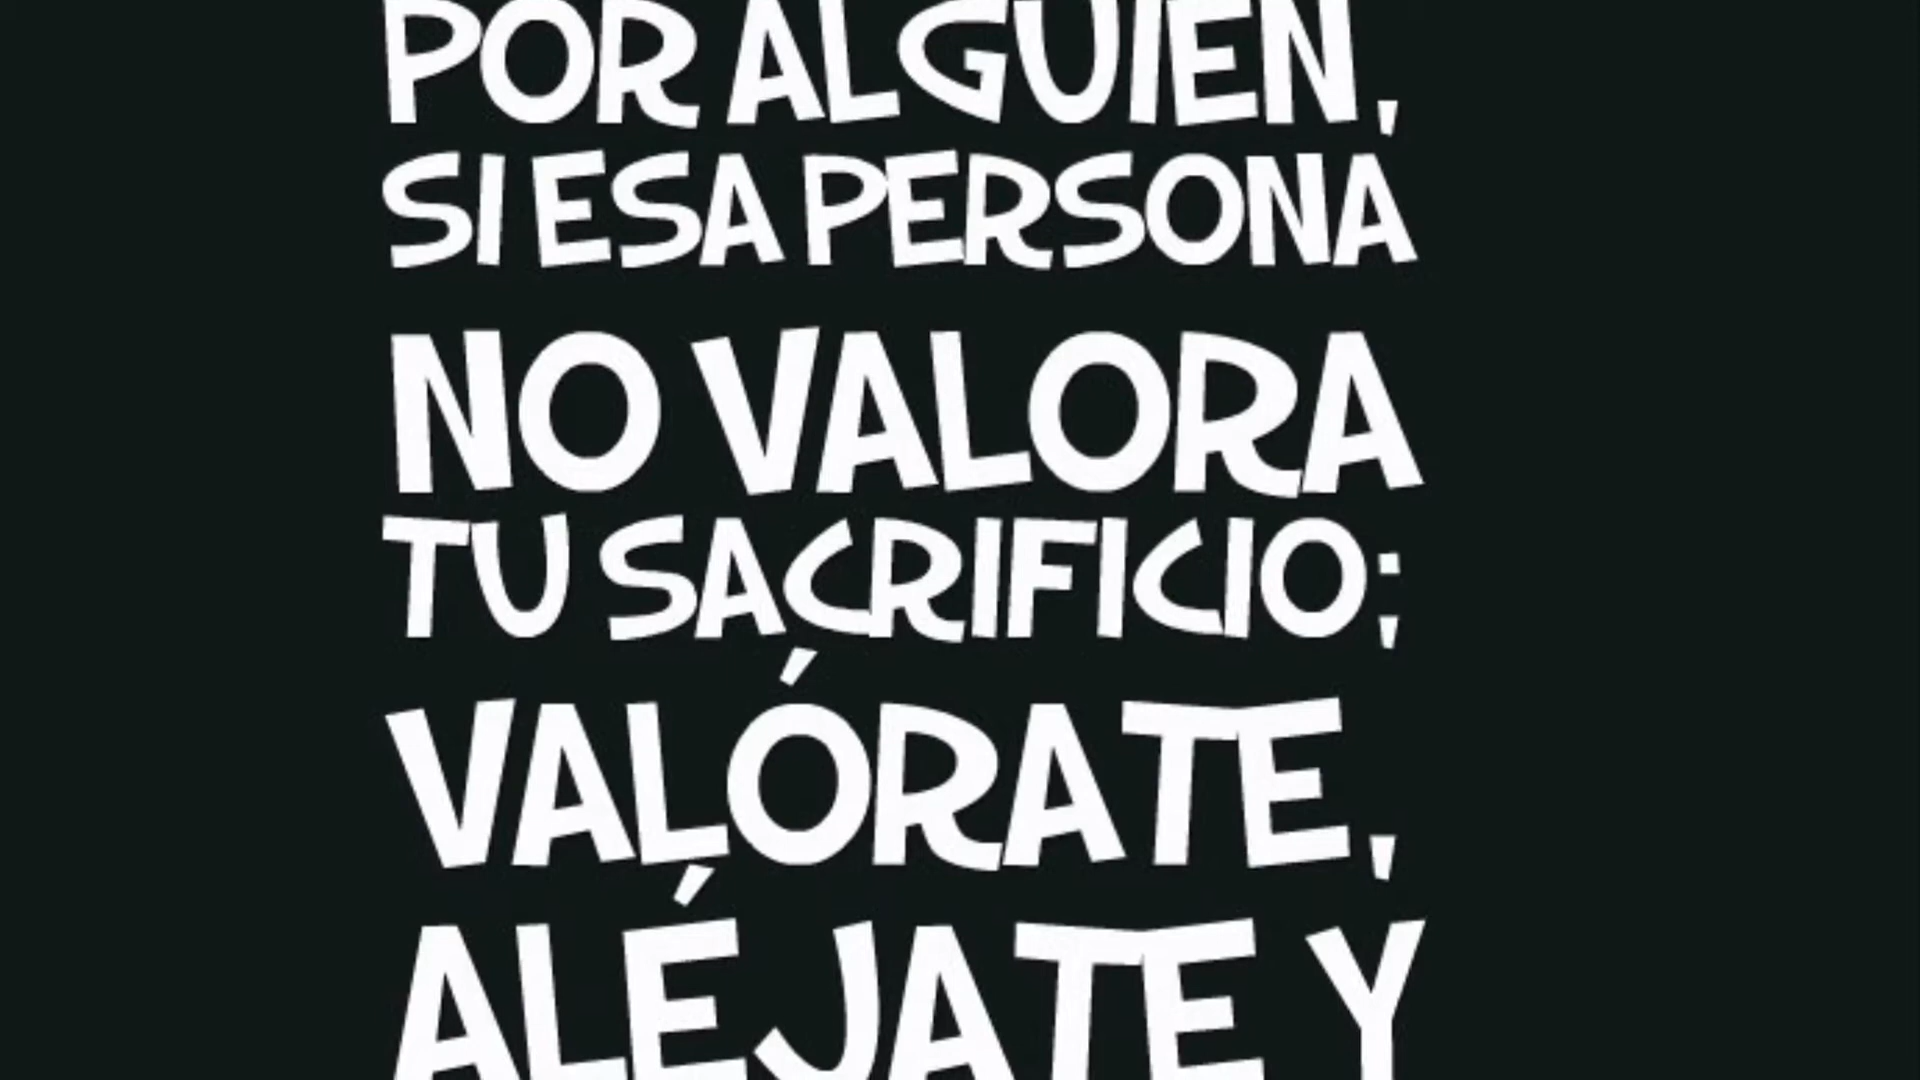 POR ALGUIEN,
SI ESA PERSONA
NO VALORA
TU SACRIFICIO;
VALÓRATE,
ALÉJATE Y